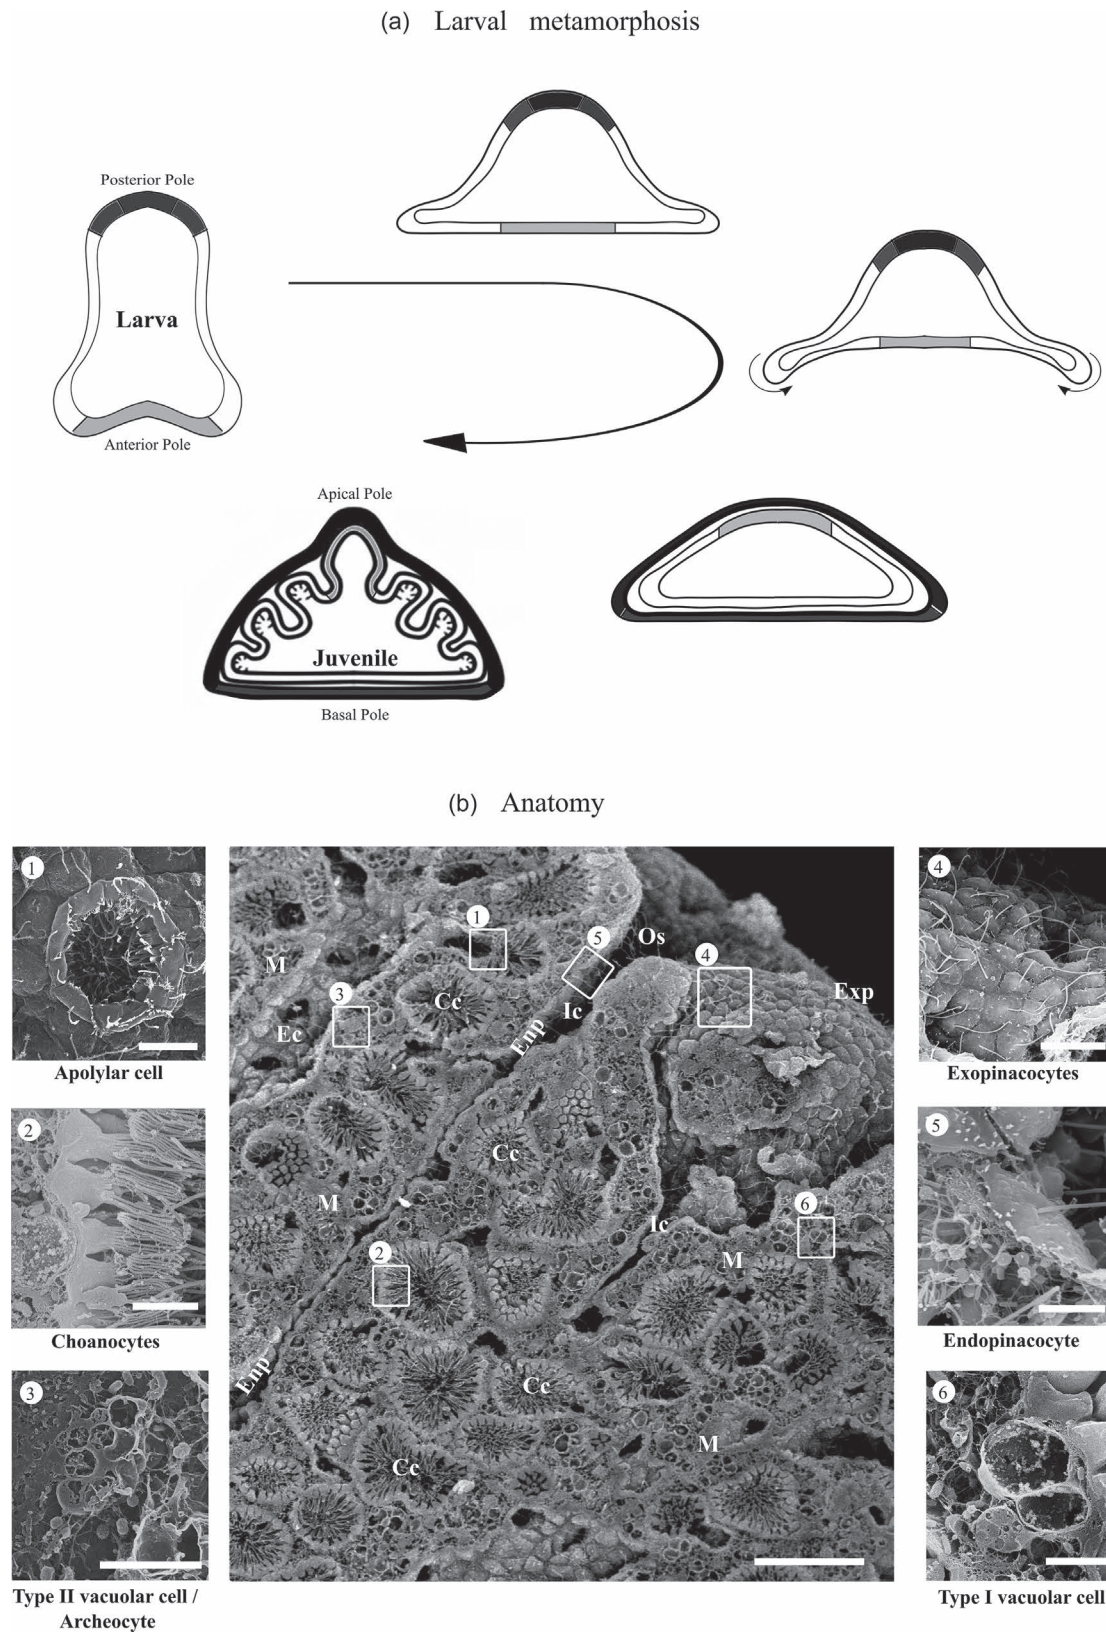 (a) Larval metamorphosis
Posterior Pole
Larva
Anterior Pole
Apical Pole
Juvenile
Basal Pole
(b) Anatomy
1
Apolylar cell
2
Choanocytes
3
Type II vacuolar cell /
Archeocyte
1
5
Os
4
M
3
Cc
Ic
Exp
Ec
Enp
Cc
M
6
Ic
2
M
Enp
Cc
M
Cc
4
Exopinacocytes
5
Endopinacocyte
6
Type I vacuolar cell